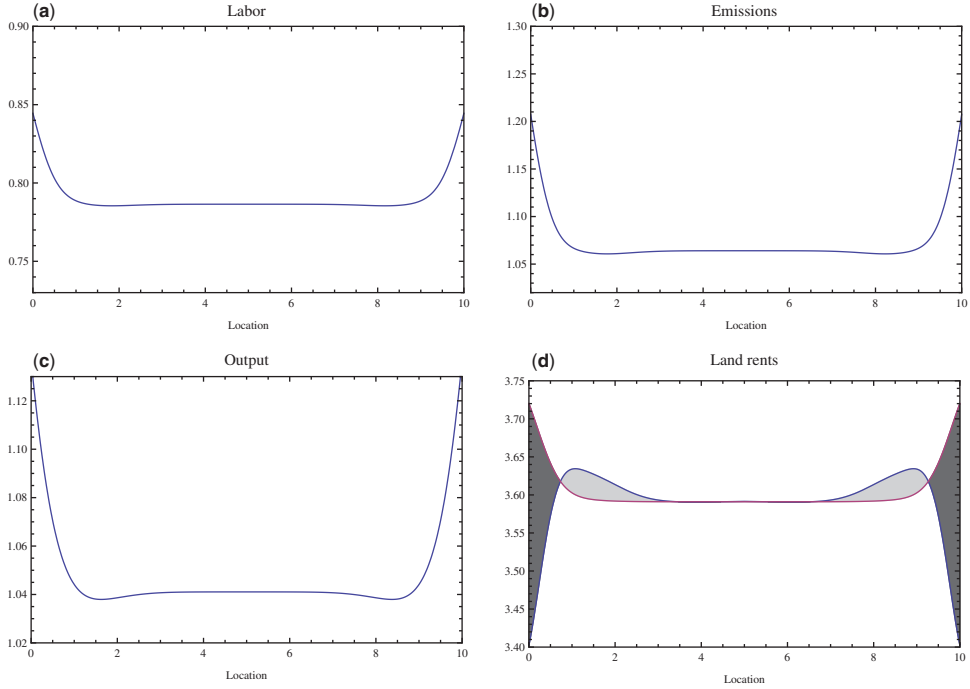 (a) Labor
0.90
0.85
0.80
0.75
0 2 4 6 8 10
Location
(b) Emissions
1.30
1.25
1.20
1.15
1.10
1.05
0 2 4 6 8 10
Location
(c) Output
1.12
1.10
1.08
1.06
1.04
1.02
0 2 4 6 8 10
Location
(d) Land rents
3.75
3.70
3.65
3.60
3.55
3.50
3.45
3.40
0 2 4 6 8 10
Location